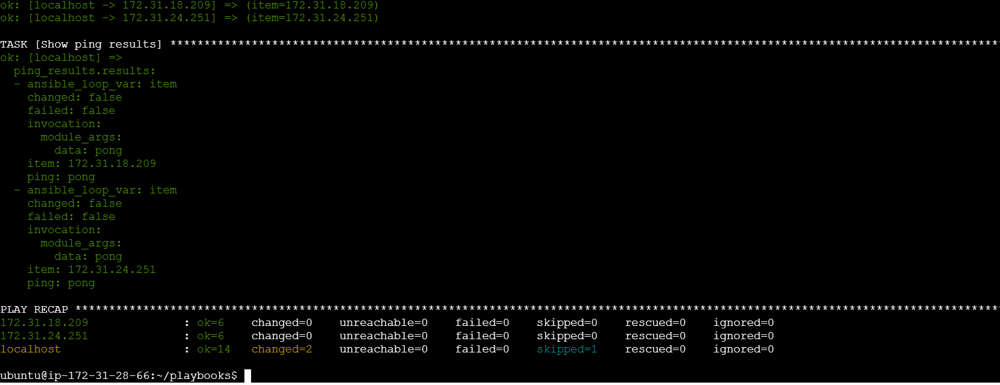 ok: [localhost -> 172.31.18.209] => (item=172.31.18.209)
ok: [localhost -> 172.31.24.251] => (item=172.31.24.251)

TASK [Show ping results] **************************************************************************************************************************
ok: [localhost] =>
  ping_results.results:
  - ansible_loop_var: item
    changed: false
    failed: false
    invocation:
      module_args:
        data: pong
    item: 172.31.18.209
    ping: pong
  - ansible_loop_var: item
    changed: false
    failed: false
    invocation:
      module_args:
        data: pong
    item: 172.31.24.251
    ping: pong

PLAY RECAP ****************************************************************************************************************************************
172.31.18.209              : ok=6    changed=0    unreachable=0    failed=0    skipped=0    rescued=0    ignored=0
172.31.24.251              : ok=6    changed=0    unreachable=0    failed=0    skipped=0    rescued=0    ignored=0
localhost                  : ok=14   changed=2    unreachable=0    failed=0    skipped=1    rescued=0    ignored=0

ubuntu@ip-172-31-28-66:~/playbooks$